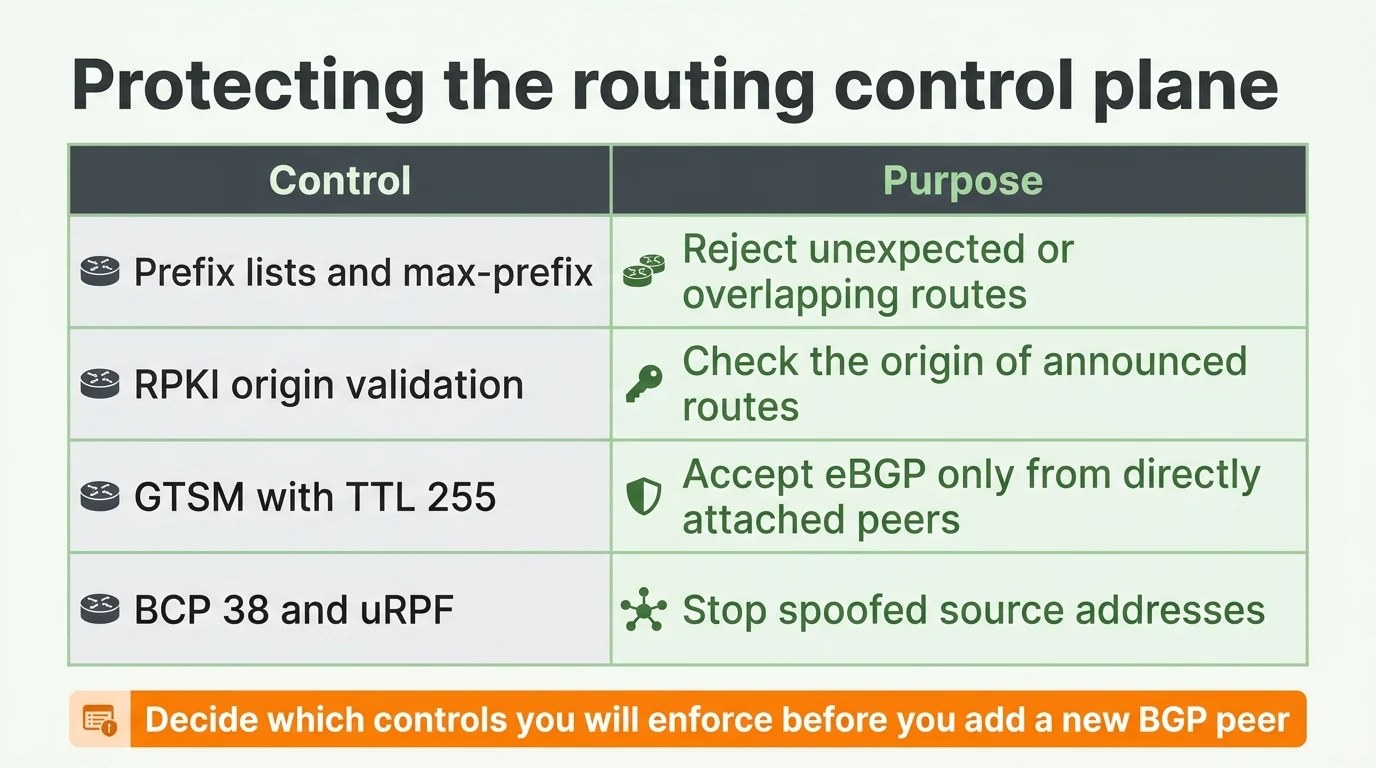 Protecting the routing control plane
Control
Purpose
Prefix lists and max-prefix
Reject unexpected or
overlapping routes
RPKI origin validation
Check the origin of announced
routes
GTSM with TTL 255
Accept eBGP only from directly
attached peers
BCP 38 and uRPF
Stop spoofed source addresses
Decide which controls you will enforce before you add a new BGP peer